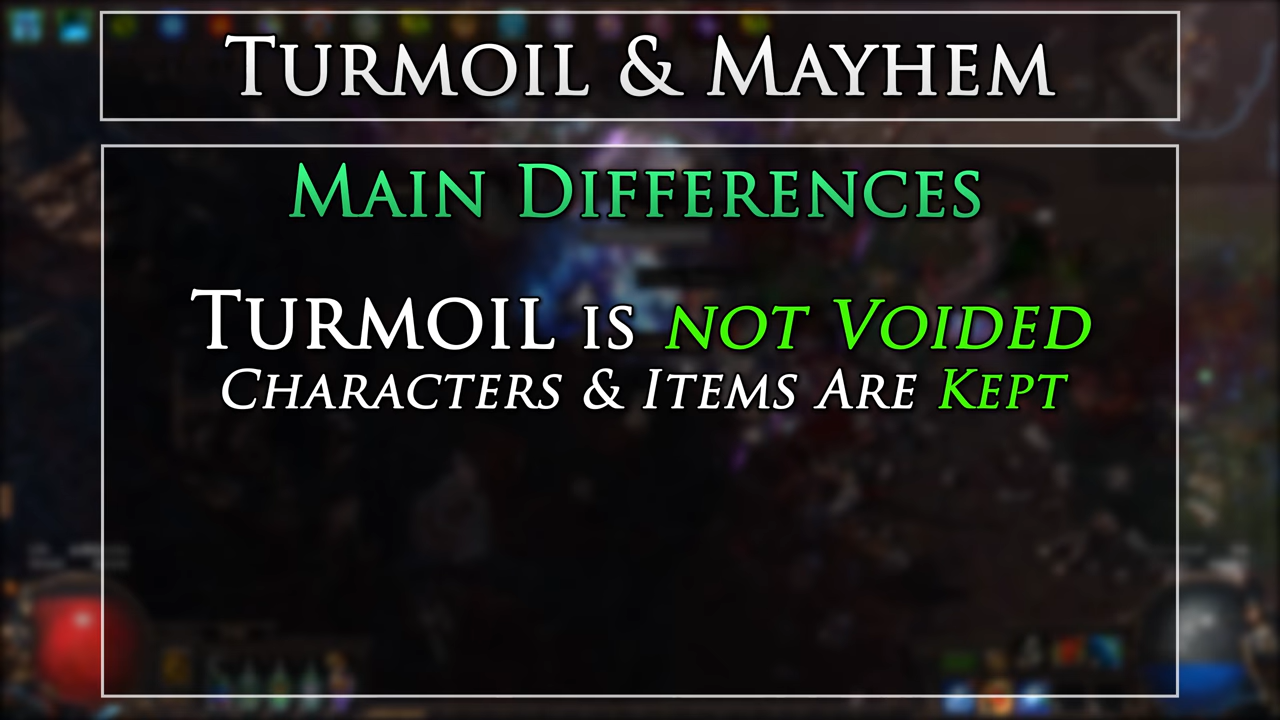 Turmoil & Mayhem
Main Differences
Turmoil is not Voided
Characters & Items Are Kept